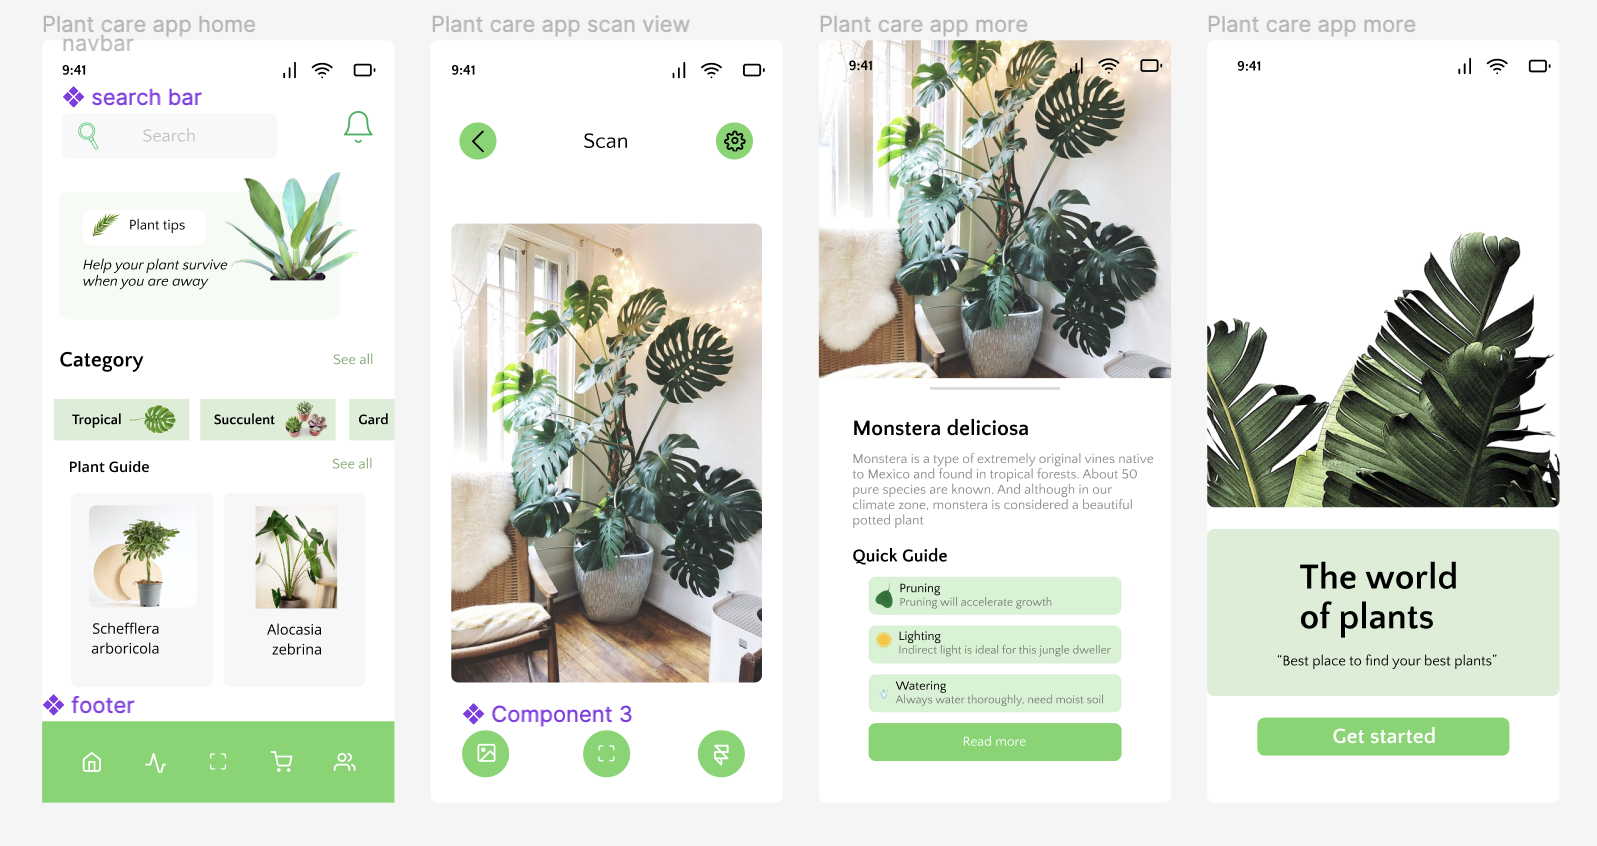 Plant care app home
navbar
9:41
search bar
Search
Plant tips
Help your plant survive
when you are away
Category
See all
Tropical
Succulent
Gard
Plant Guide
See all
Schefflera
arboricola
Alocasia
zebrina
footer
Plant care app scan view
9:41
Scan
Component 3
Plant care app more
9:41
Monstera deliciosa
Monstera is a type of extremely original vines native
to Mexico and found in tropical forests. About 50
pure species are known. And although in our
climate zone, monstera is considered a beautiful
potted plant
Quick Guide
Pruning
Pruning will accelerate growth
Lighting
Indirect light is ideal for this jungle dweller
Watering
Always water thoroughly, need moist soil
Read more
Plant care app more
9:41
The world
of plants
“Best place to find your best plants”
Get started